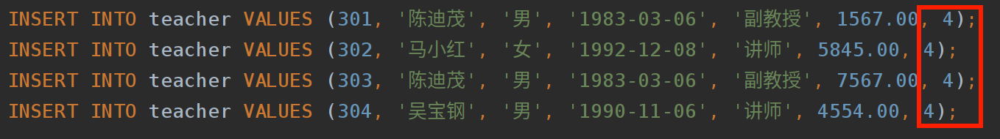 INSERT INTO teacher VALUES (301, '陈迪茂', '男', '1983-03-06', '副教授', 1567.00, 4);
INSERT INTO teacher VALUES (302, '马小红', '女', '1992-12-08', '讲师', 5845.00, 4);
INSERT INTO teacher VALUES (303, '陈迪茂', '男', '1983-03-06', '副教授', 7567.00, 4);
INSERT INTO teacher VALUES (304, '吴宝钢', '男', '1990-11-06', '讲师', 4554.00, 4);